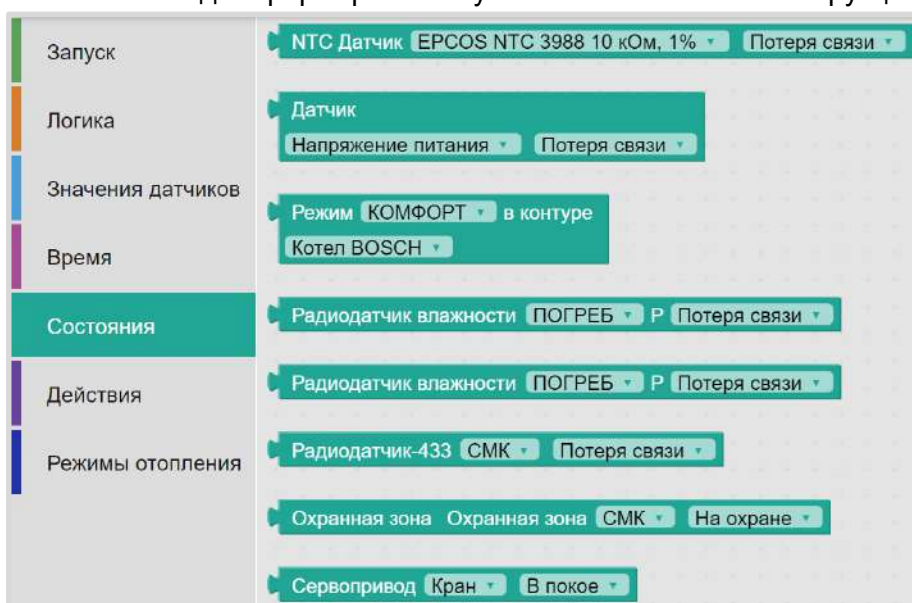 Запуск
Логика
Значения датчиков
Время
Состояния
Действия
Режимы отопления
NTC Датчик EPCOS NTC 3988 10 кОм, 1% Потеря связи
Датчик
Напряжение питания Потеря связи
Режим КОМФОРТ в контуре
Котел BOSCH
Радиодатчик влажности ПОГРЕБ Р Потеря связи
Радиодатчик влажности ПОГРЕБ Р Потеря связи
Радиодатчик-433 СМК Потеря связи
Охранная зона Охранная зона СМК На охране
Сервопривод Кран В покое